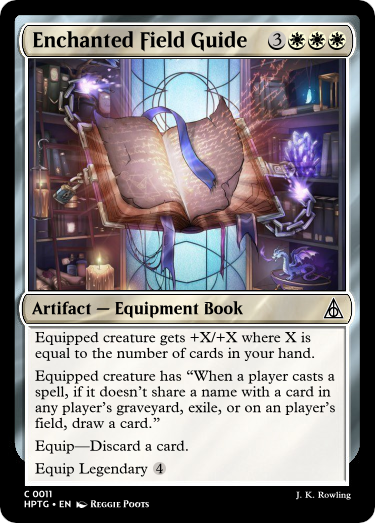 Enchanted Field Guide 3
Artifact — Equipment Book
Equipped creature gets +X/+X where X is
equal to the number of cards in your hand.
Equipped creature has “When a player casts a
spell, if it doesn’t share a name with a card in
any player’s graveyard, exile, or on an player’s
field, draw a card.”
Equip—Discard a card.
Equip Legendary 4
C 0011
HPTG • EN Reggie Poots
J. K. Rowling